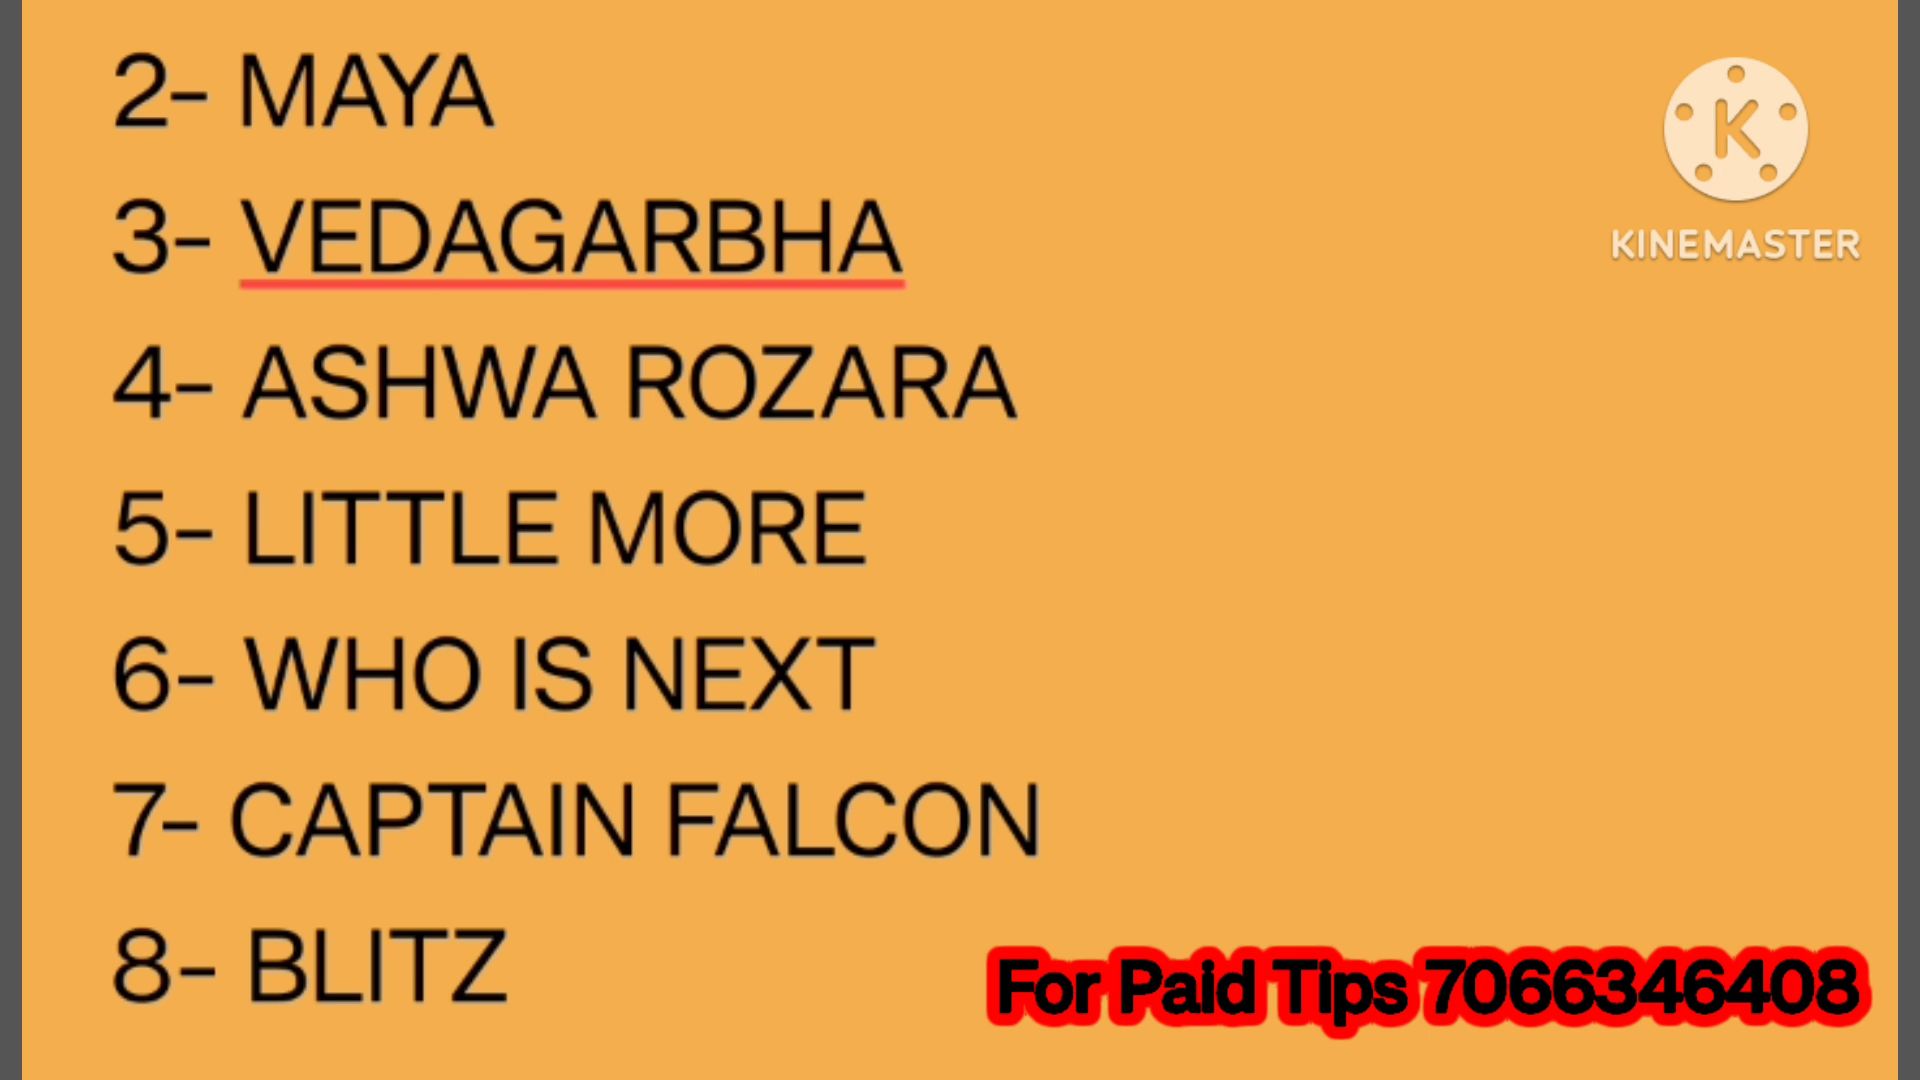 2- MAYA
K
KINEMASTER
3- VEDAGARBHA
4- ASHWA ROZARA
5- LITTLE MORE
6- WHO IS NEXT
7- CAPTAIN FALCON
8- BLITZ
For Paid Tips 7066346408